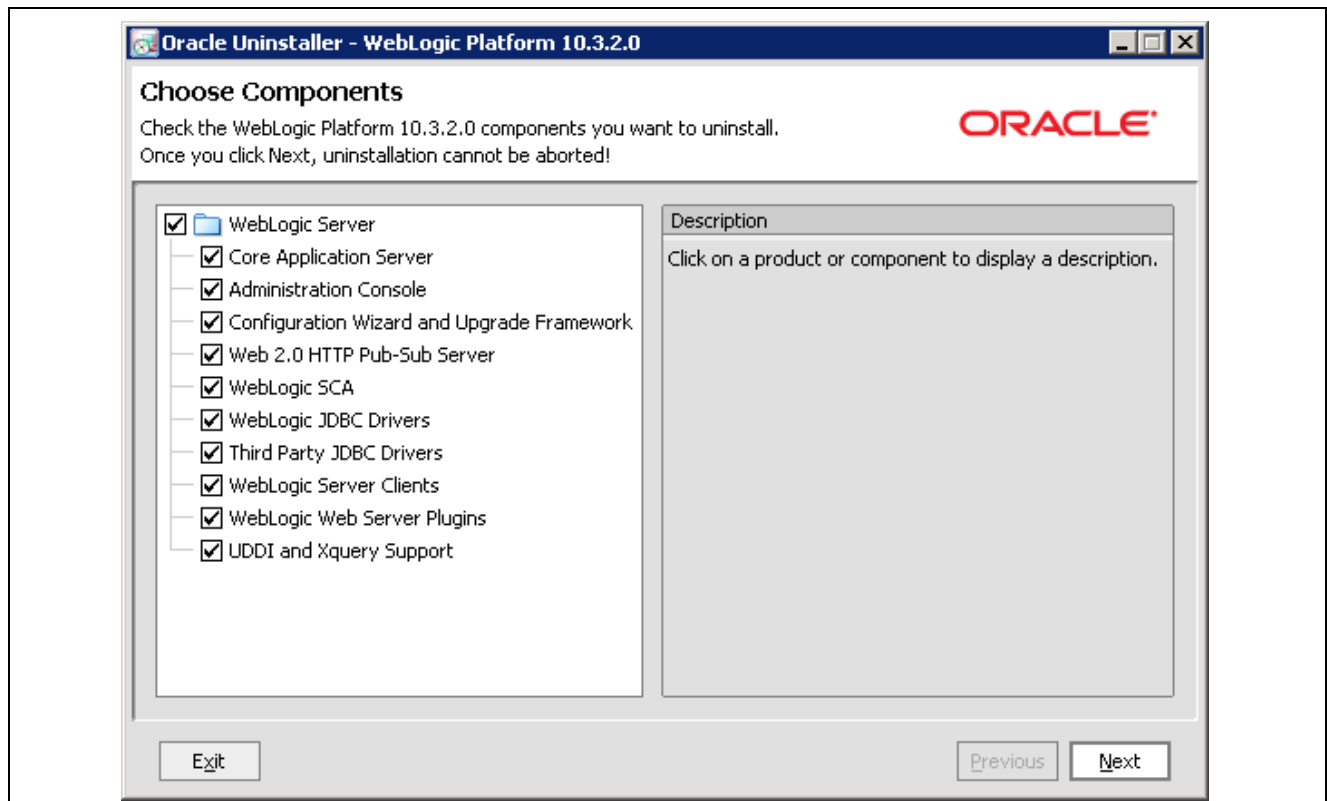 Oracle Uninstaller - WebLogic Platform 10.3.2.0
Choose Components
Check the WebLogic Platform 10.3.2.0 components you want to uninstall.
Once you click Next, uninstallation cannot be aborted!
ORACLE
WebLogic Server
Core Application Server
Administration Console
Configuration Wizard and Upgrade Framework
Web 2.0 HTTP Pub-Sub Server
WebLogic SCA
WebLogic JDBC Drivers
Third Party JDBC Drivers
WebLogic Server Clients
WebLogic Web Server Plugins
UDDI and Xquery Support
Description
Click on a product or component to display a description.
Exit
Previous
Next